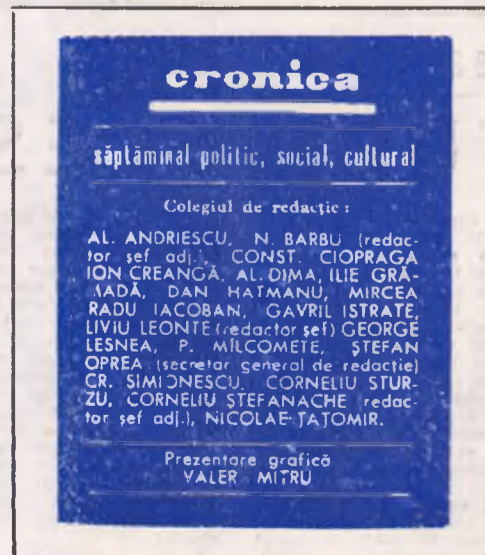 cronica
săptămînal politic, social, cultural
Colegiul de redacție :
AL. ANDRIESCU, N. BARBU (redac-
tor șef adj.), CONST. CIOPRAGA
ION CREANGĂ, AL. DIMA, ILIE GRĂ-
MADĂ, DAN HATMANU, MIRCEA
RADU IACOBAN, GAVRIL ISTRATE,
LIVIU LEONTE (redactor șef) GEORGE
LESNEA, P. MÎLCOMETE, ȘTEFAN
OPREA (secretar general de redacție)
CR. SIMIONESCU, CORNELIU STUR-
ZU, CORNELIU ȘTEFANACHE redac-
tor șef adj.), NICOLAE TAȚOMIR.
Prezentare grafică
VALER MITRU